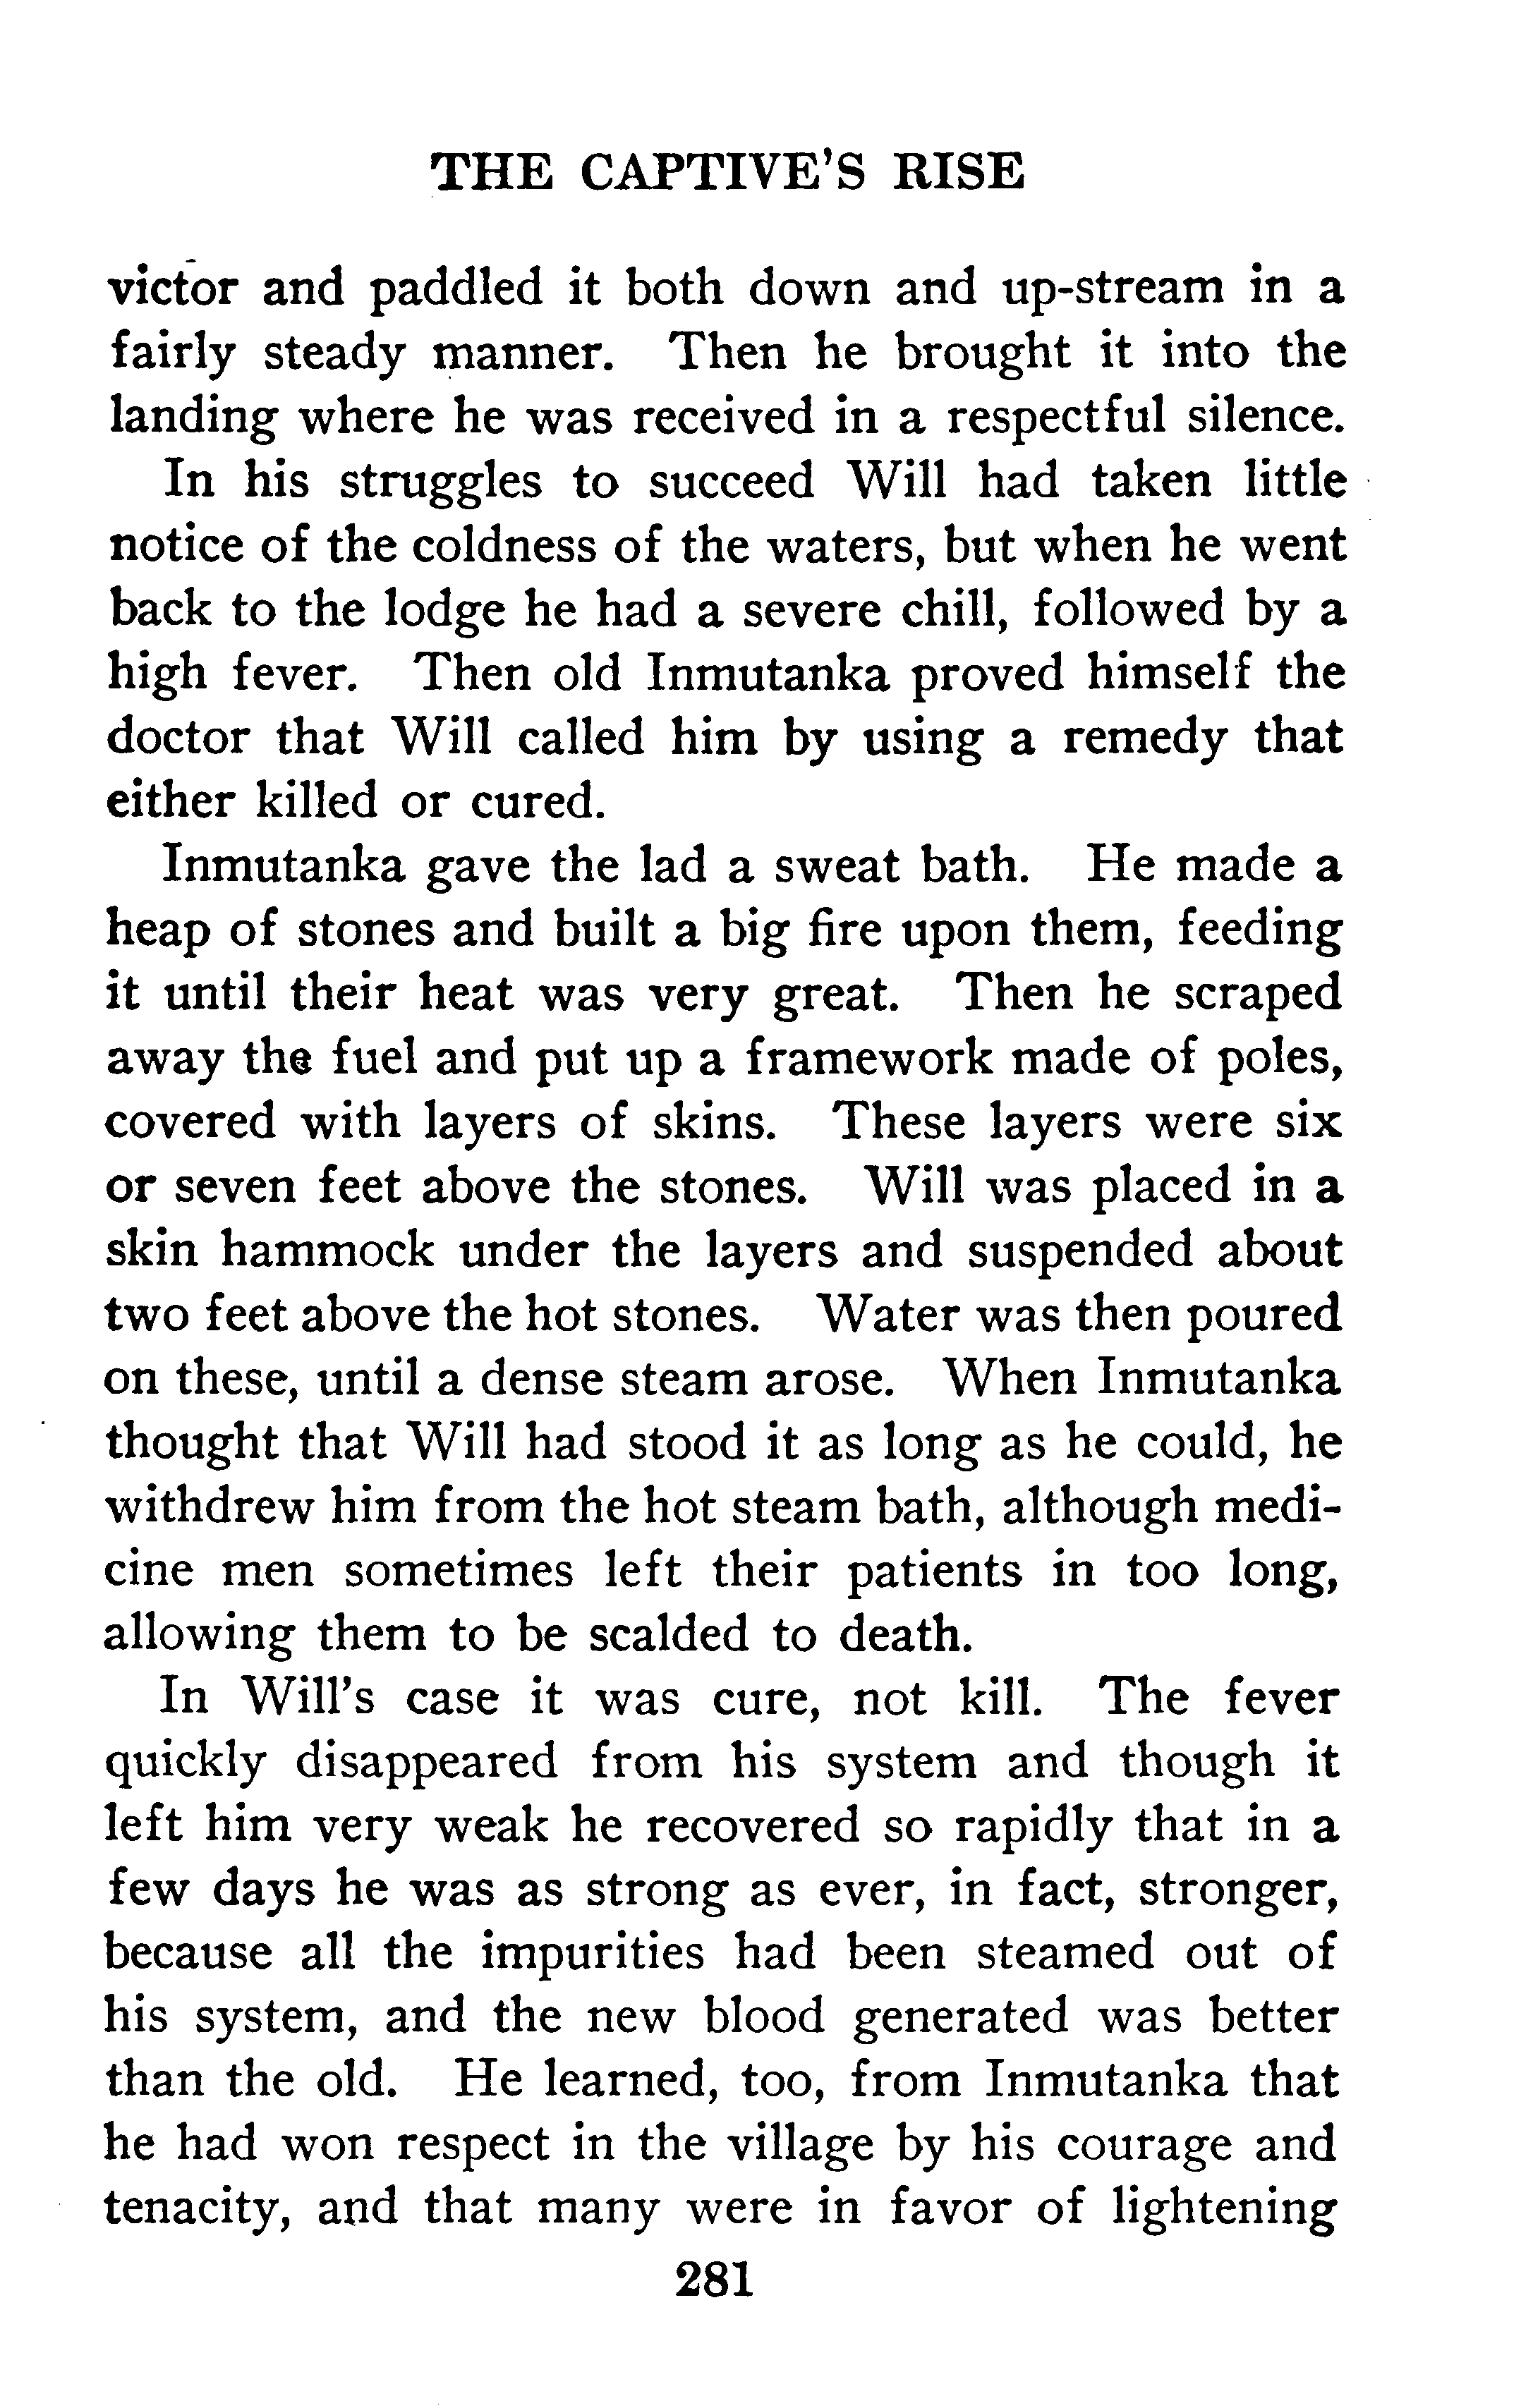 THE CAPTIVE'S RISE
victor and paddled it both down and up-stream in a
fairly steady manner. Then he brought it into the
landing where he was received in a respectful silence.
In his struggles to succeed Will had taken little
notice of the coldness of the waters, but when he went
back to the lodge he had a severe chill, followed by a
high fever. Then old Inmutanka proved himself the
doctor that Will called him by using a remedy that
either killed or cured.
Inmutanka gave the lad a sweat bath. He made a
heap of stones and built a big fire upon them, feeding
it until their heat was very great. Then he scraped
away the fuel and put up a framework made of poles,
covered with layers of skins. These layers were six
or seven feet above the stones. Will was placed in a
skin hammock under the layers and suspended about
two feet above the hot stones. Water was then poured
on these, until a dense steam arose. When Inmutanka
thought that Will had stood it as long as he could, he
withdrew him from the hot steam bath, although medi-
cine men sometimes left their patients in too long,
allowing them to be scalded to death.
In Will's case it was cure, not kill. The fever
quickly disappeared from his system and though it
left him very weak he recovered so rapidly that in a
few days he was as strong as ever, in fact, stronger,
because all the impurities had been steamed out of
his system, and the new blood generated was better
than the old. He learned, too, from Inmutanka that
he had won respect in the village by his courage and
tenacity, and that many were in favor of lightening
281